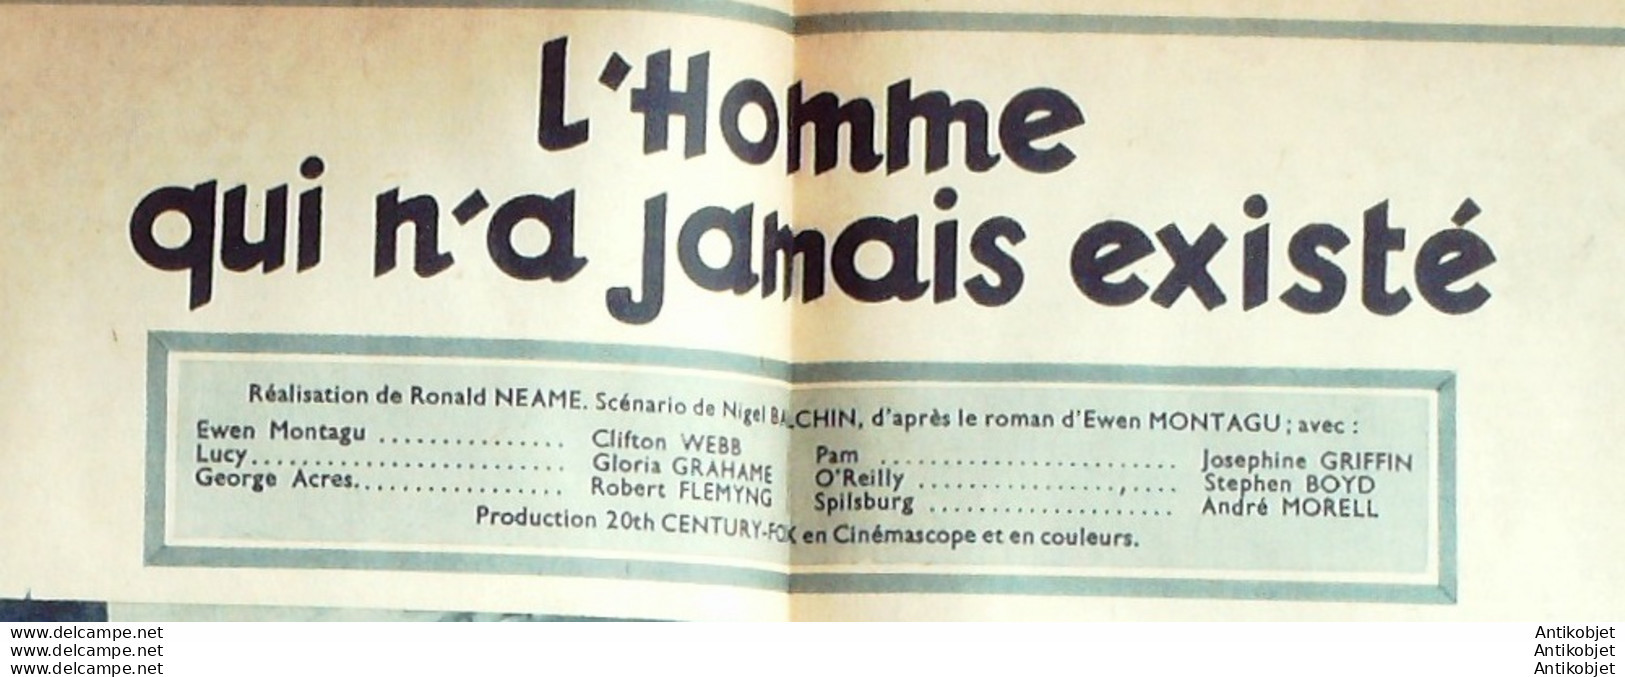 l'Homme
qui n'a jamais existé
Réalisation de Ronald NEAME. Scénario de Nigel BALCHIN, d'après le roman d'Ewen MONTAGU ; avec :
Ewen Montagu ............... Clifton WEBB
Lucy.......................... Gloria GRAHAME
George Acres.................. Robert FLEMYNG
Pam ......................... Josephine GRIFFIN
O'Reilly .................,.... Stephen BOYD
Spilsburg ..................... André MORELL
Production 20th CENTURY-FOX en Cinémascope et en couleurs.
www.delcampe.net
www.delcampe.net
www.delcampe.net
Antikobjet
Antikobjet
Antikobjet